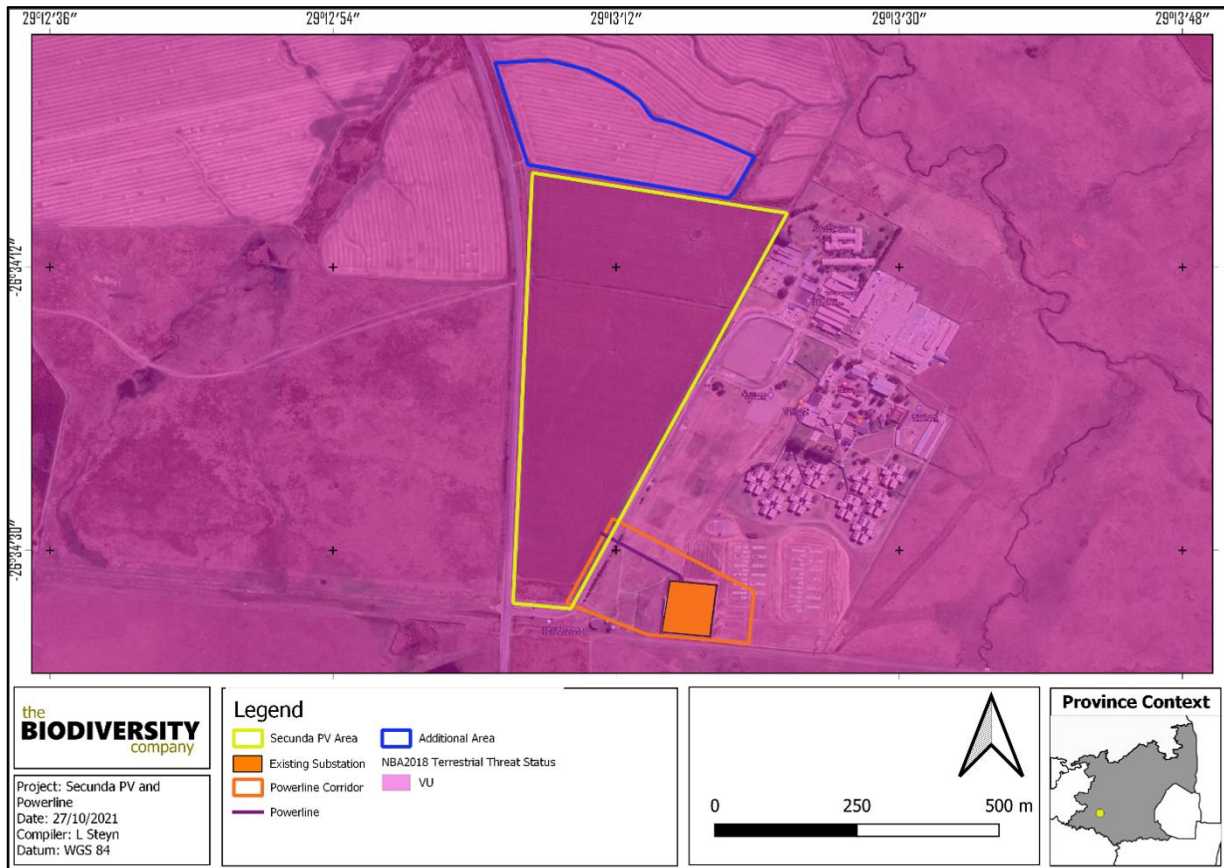 29°12'36" 29°12'54" 29°13'12" 29°13'30" 29°13'48"
-26°34'12"
-26°34'30"
the
BIODIVERSITY
company
Project: Secunda PV and
Powerline
Date: 27/10/2021
Compiler: L Steyn
Datum: WGS 84
Legend
Secunda PV Area
Existing Substation
Powerline Corridor
Powerline
Additional Area
NBA2018 Terrestrial Threat Status
VU
0 250 500 m
Province Context